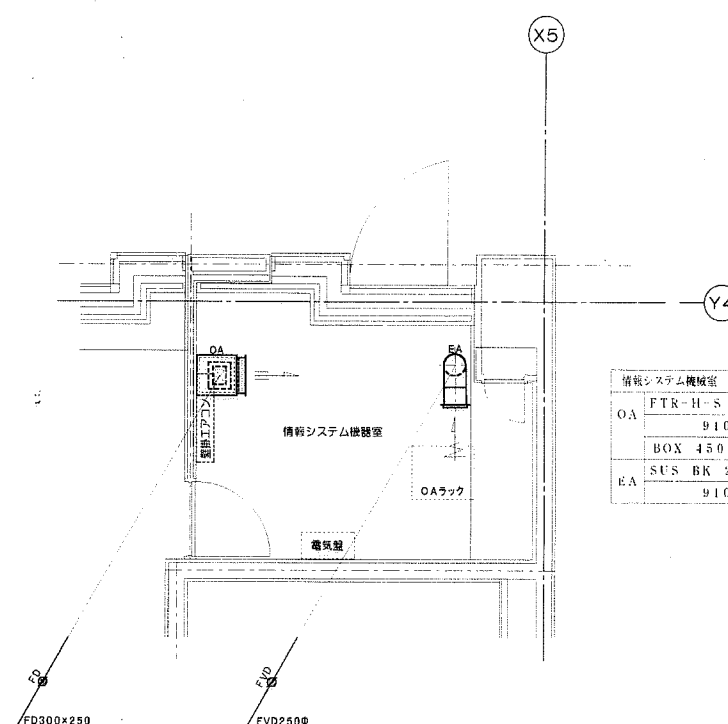 X5
Y4
OA
EA
壁掛エアコン
情報システム機器室
OAラック
電気盤
情報システム機械室
OA
FTR-H-S
910
BOX 450
EA
SUS BK
910
FD
FVD
FD300×250
FVD250Φ